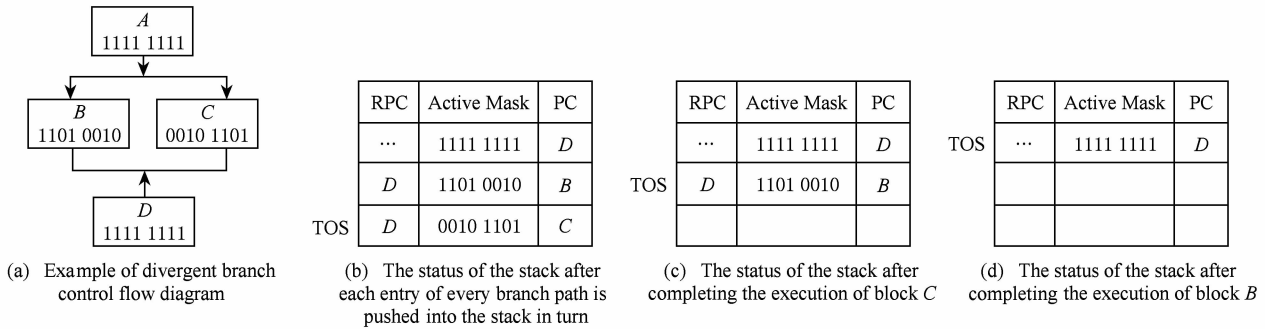 A
1111 1111
B
1101 0010
C
0010 1101
D
1111 1111
(a) Example of divergent branch
control flow diagram
RPC Active Mask PC
... 1111 1111 D
D 1101 0010 B
TOS D 0010 1101 C
(b) The status of the stack after
each entry of every branch path is
pushed into the stack in turn
RPC Active Mask PC
... 1111 1111 D
TOS D 1101 0010 B
(c) The status of the stack after
completing the execution of block C
RPC Active Mask PC
TOS ... 1111 1111 D
(d) The status of the stack after
completing the execution of block B